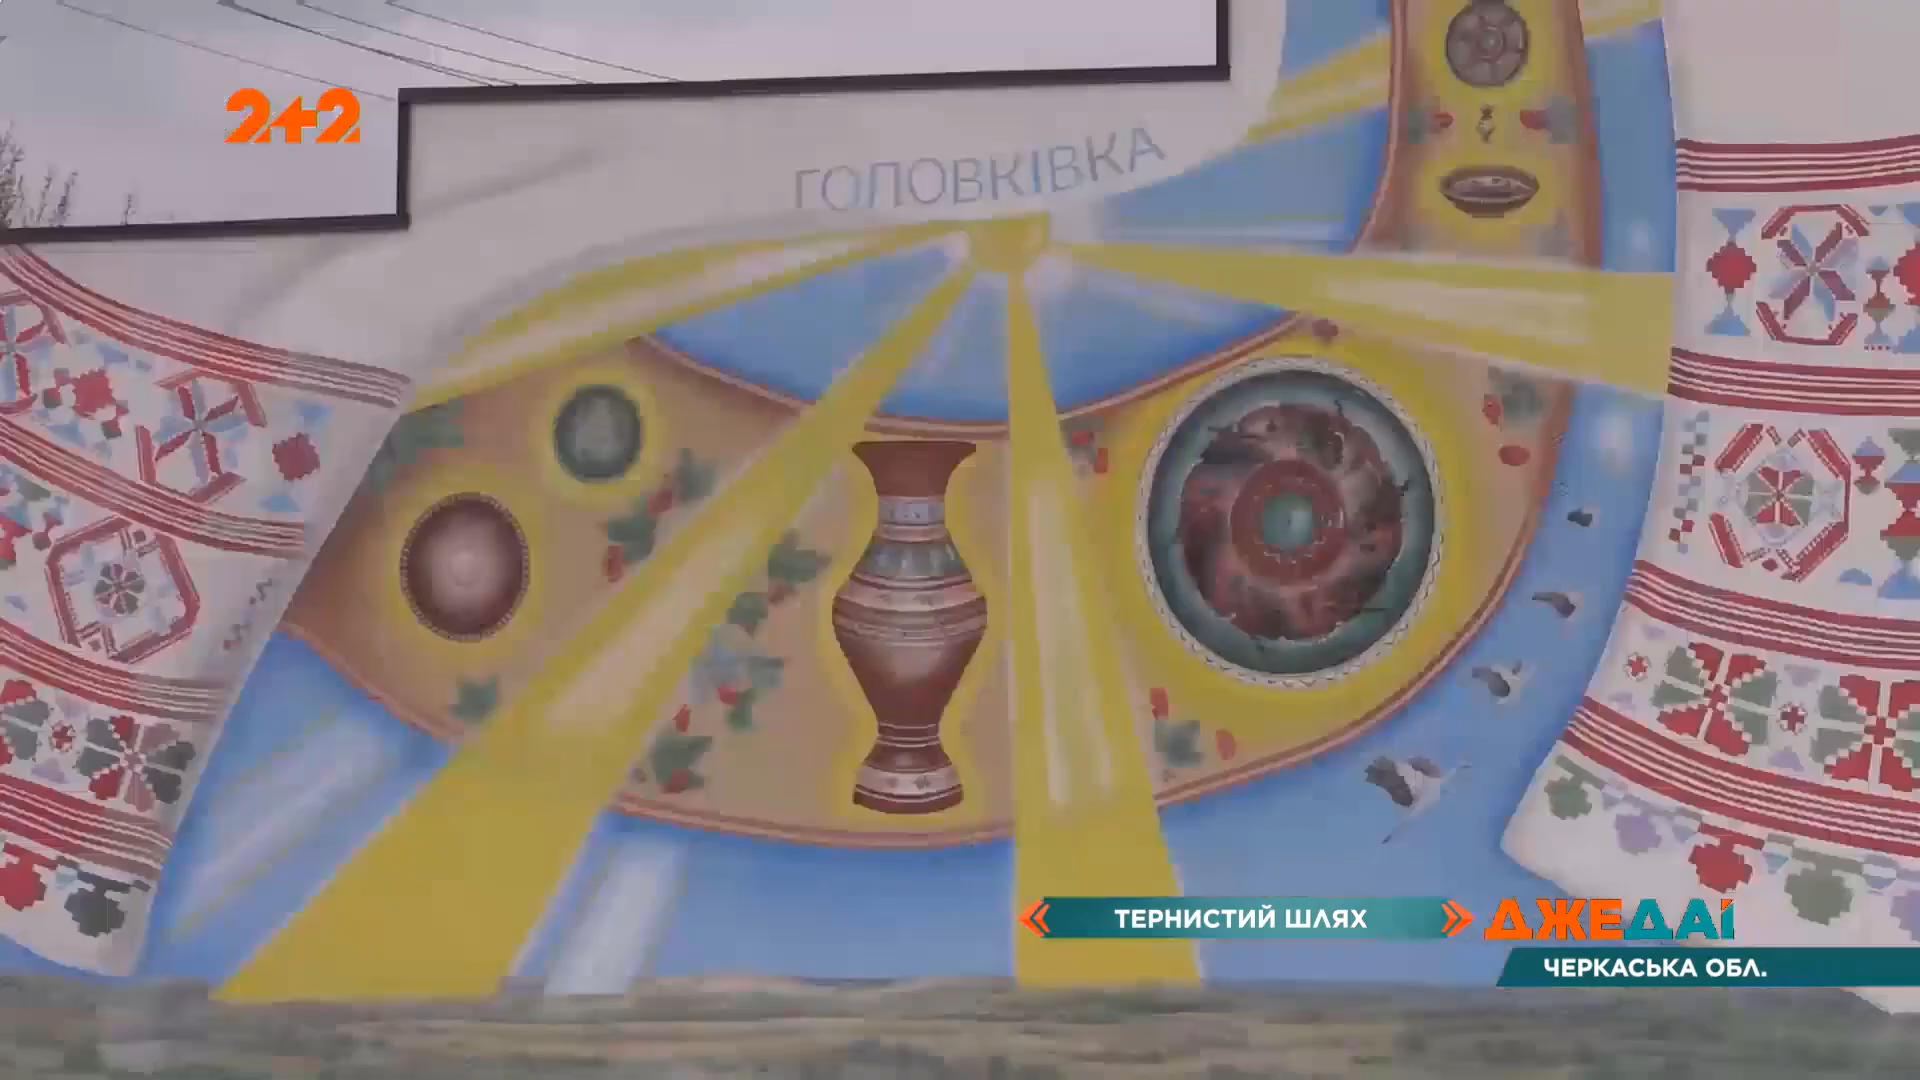 2+2
ГОЛОВКІВКА
ТЕРНИСТИЙ ШЛЯХ
ДЖЕДАІ
ЧЕРКАСЬКА ОБЛ.